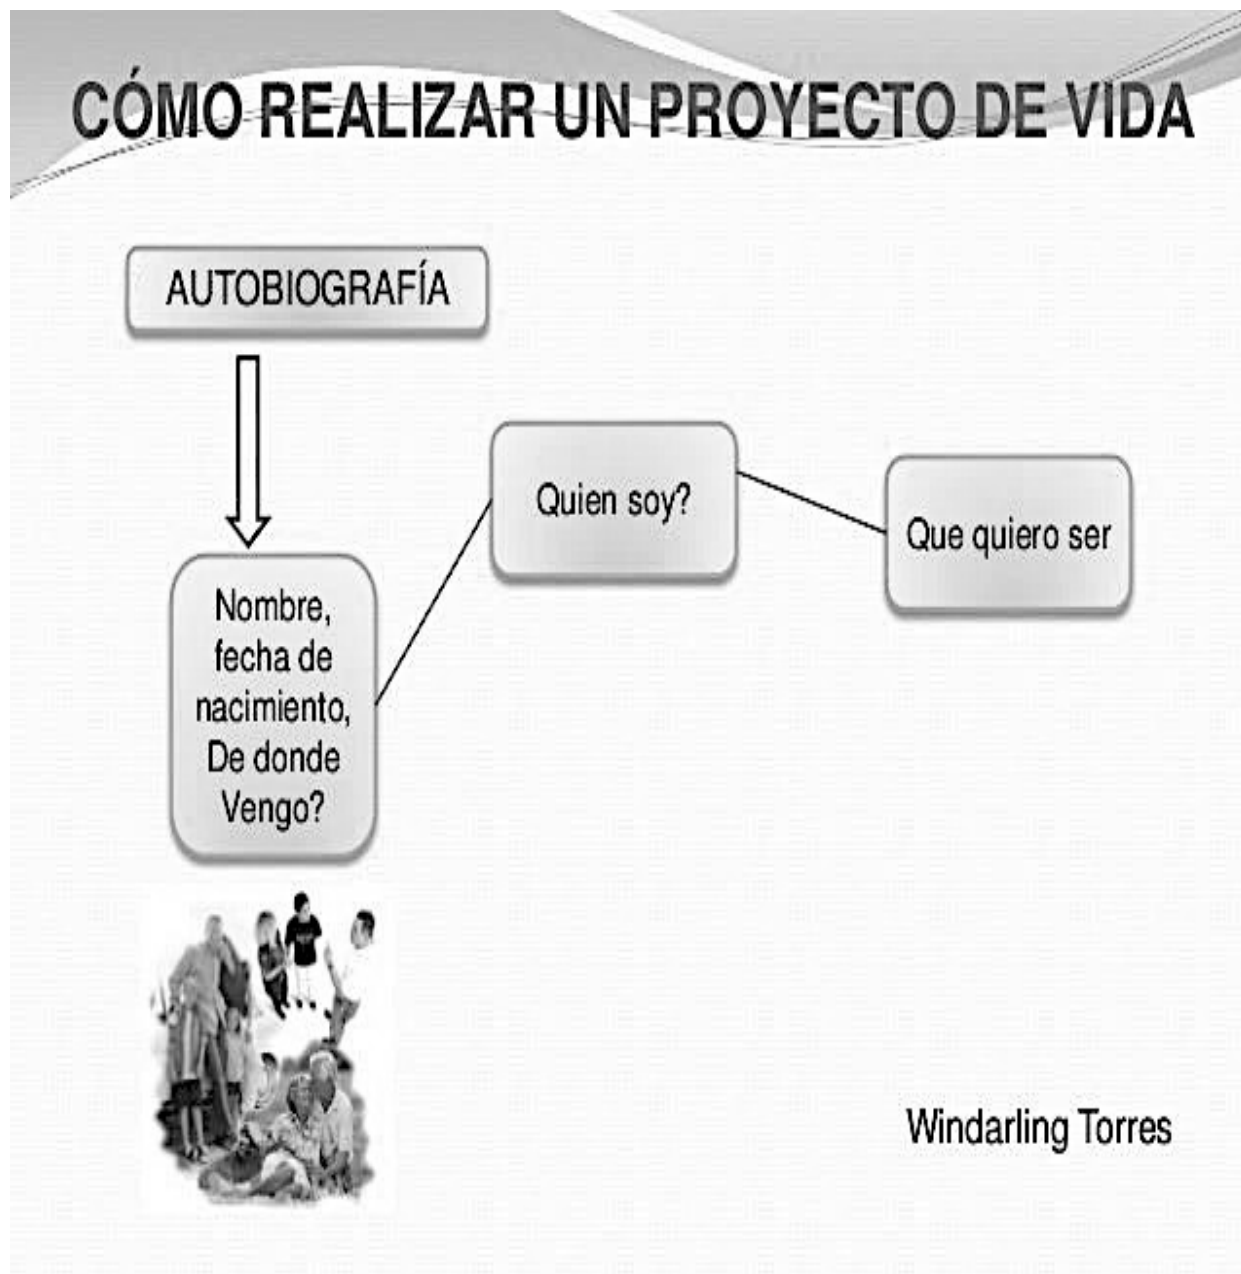 CÓMO REALIZAR UN PROYECTO DE VIDA
AUTOBIOGRAFÍA
Nombre,
fecha de
nacimiento,
De donde
Vengo?
Quien soy?
Que quiero ser
Windarling Torres